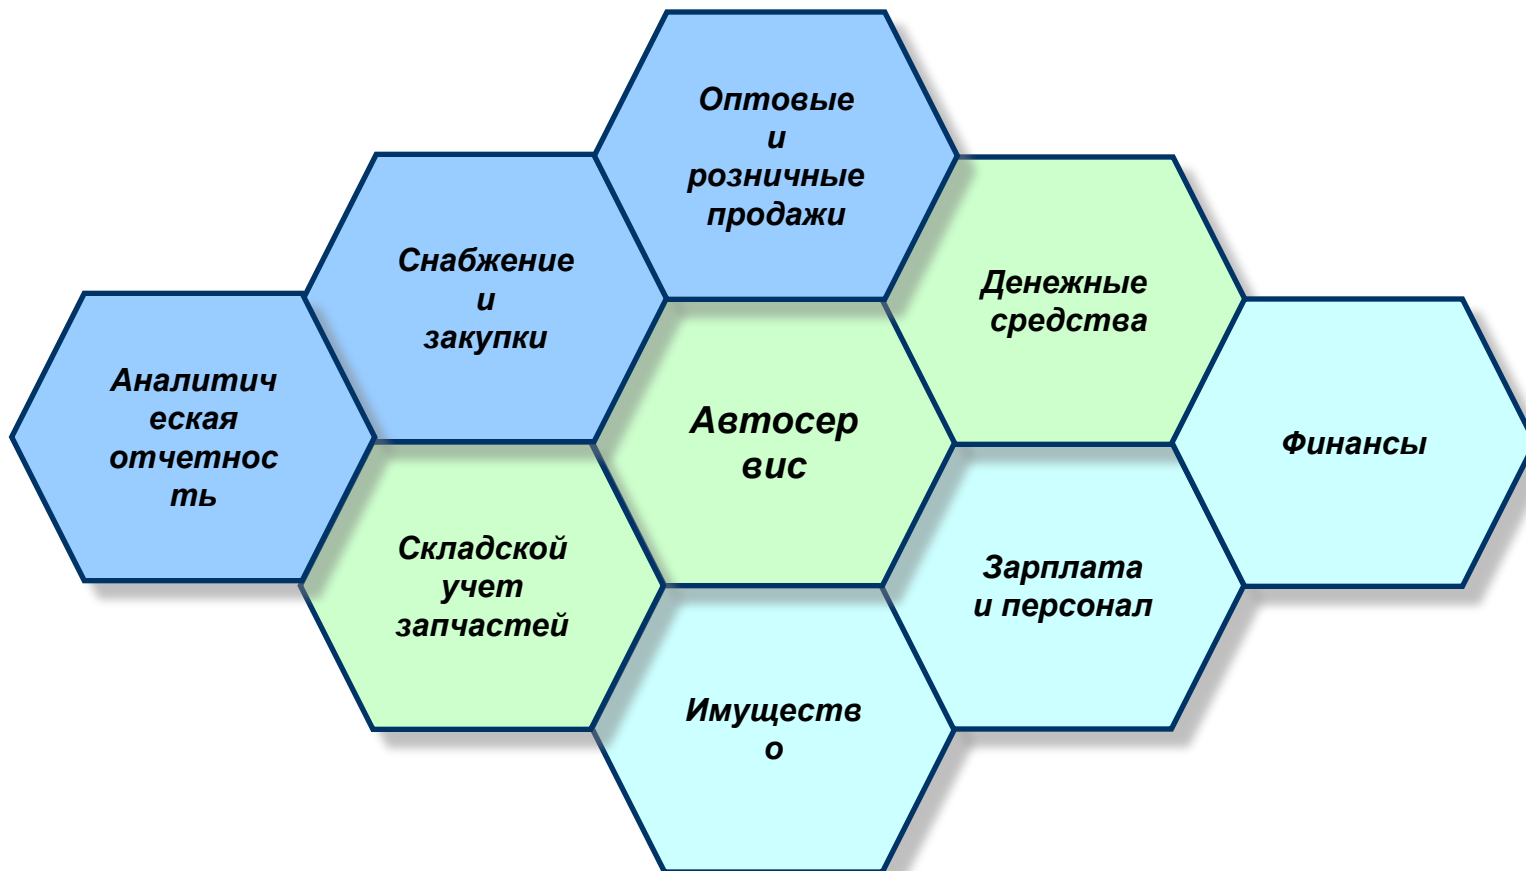 Оптовые
и
розничные
продажи
Снабжение
и
закупки
Денежные
средства
Аналитич
еская
отчетнос
ть
Автосер
вис
Финансы
Складской
учет
запчастей
Зарплата
и персонал
Имуществ
о